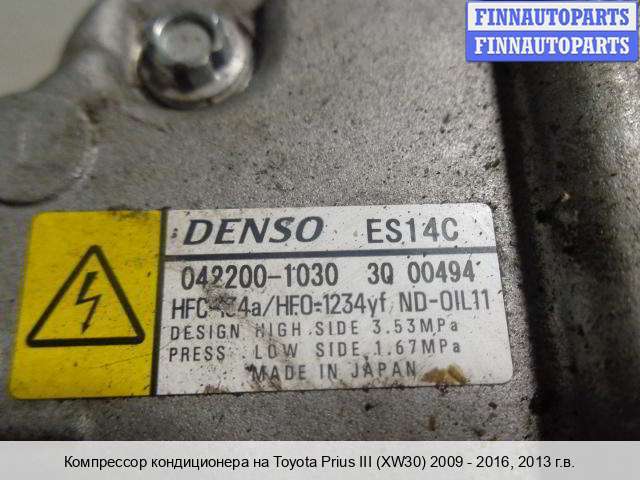 FINNAUTOPARTS
FINNAUTOPARTS
DENSO ES14C
042200-1030 3Q 00494
HFC-134a/HFO-1234yf ND-OIL11
DESIGN HIGH SIDE 3.53MPa
PRESS. LOW SIDE 1.67MPa
MADE IN JAPAN
Компрессор кондиционера на Toyota Prius III (XW30) 2009 - 2016, 2013 г.в.